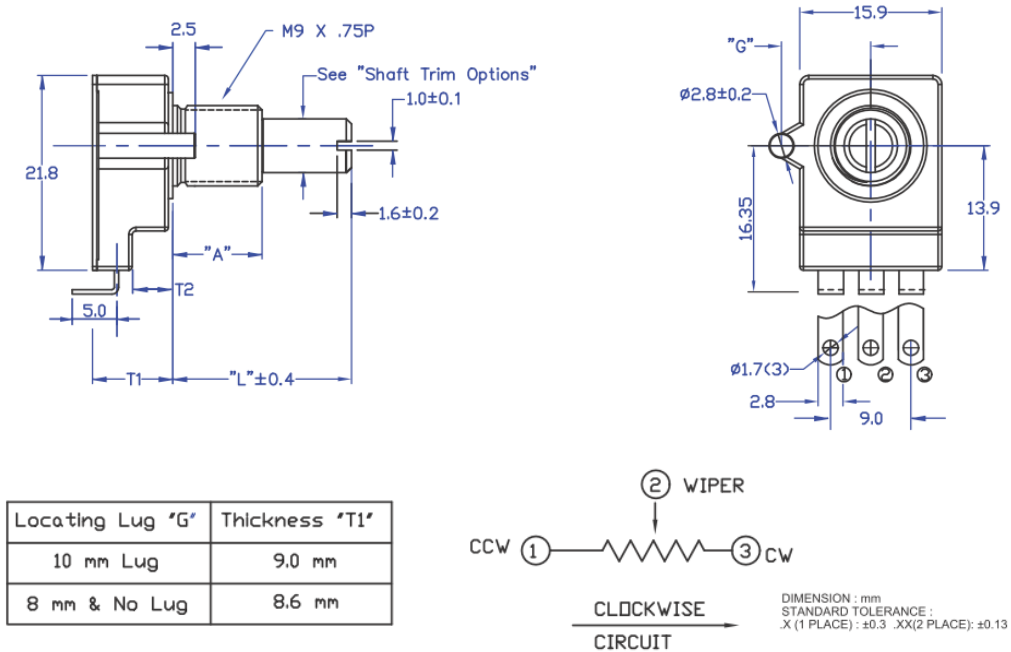 2.5
M9 X .75P
See "Shaft Trim Options"
1.0±0.1
21.8
1.6±0.2
"A"
T2
5.0
T1
"L"±0.4
15.9
"G"
ø2.8±0.2
16.35
13.9
ø1.7(3)
1 2 3
2.8
9.0
Locating Lug "G" Thickness "T1"
10 mm Lug 9.0 mm
8 mm & No Lug 8.6 mm
2 WIPER
CCW 1 3 CW
CLOCKWISE
CIRCUIT
DIMENSION : mm
STANDARD TOLERANCE :
.X (1 PLACE) : ±0.3 .XX(2 PLACE): ±0.13